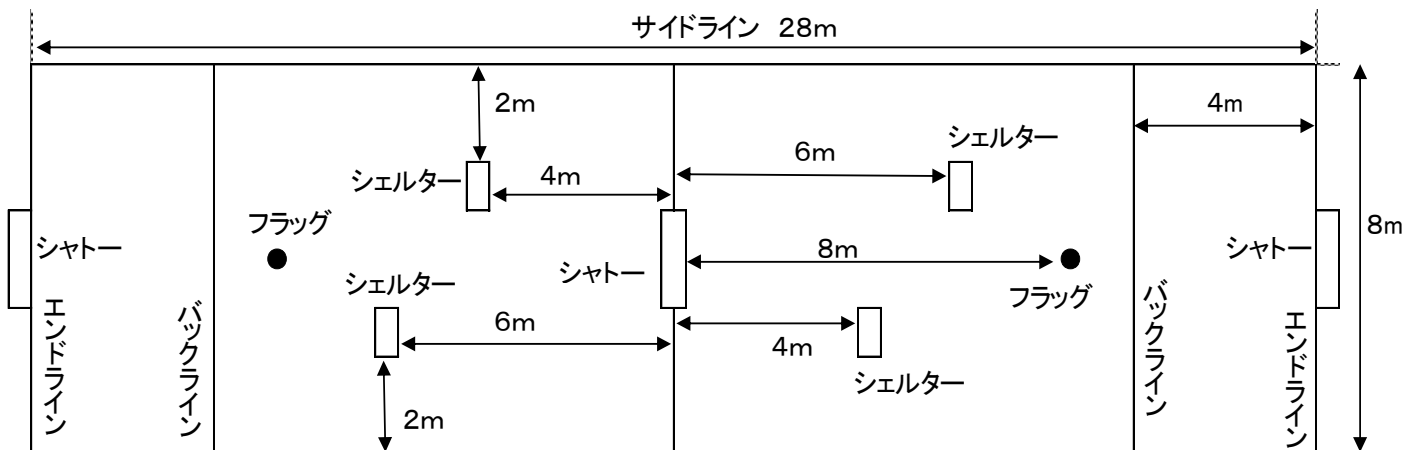 サイドライン 28m
2m
4m
シェルター
6m
シェルター
4m
フラッグ
シャトー
シャトー
8m
シャトー
8m
シェルター
フラッグ
6m
4m
シェルター
2m
エンドライン
バックライン
バックライン
エンドライン